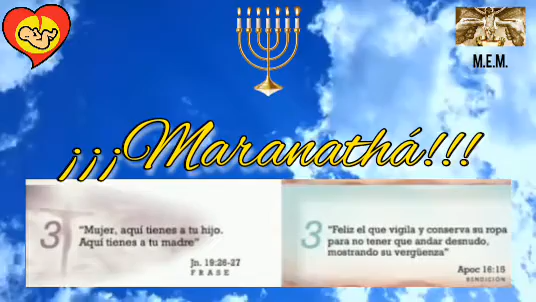 M.E.M.
¡¡¡Maranathá!!!
3
"Mujer, aquí tienes a tu hijo.
Aquí tienes a tu madre"
Jn. 19:26-27
FRASE
3
"Feliz el que vigila y conserva su ropa
para no tener que andar desnudo,
mostrando su vergüenza"
Apoc 16:15
BENDICIÓN